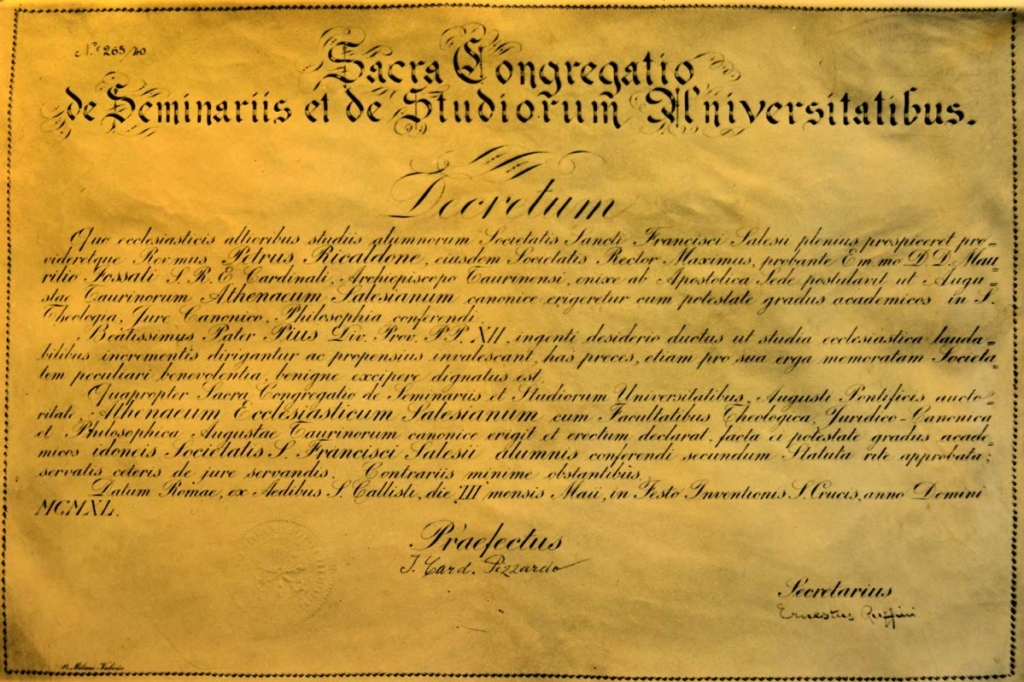 N.º 265/40
Sacra Congregatio
de Seminariis et de Studiorum Universitatibus.
Decretum
Quo ecclesiasticis altioribus studiis alumnorum Societatis Sancti Francisci Salesii plenius prospiceret pro-
videretque Rev.mus Petrus Ricaldone, eiusdem Societatis Rector Maximus, probante Em.mo D.D. Mau-
rilio Fossati S.R.E. Cardinali, Archiepiscopo Taurinensi, enixe ab Apostolica Sede postulavit ut Augu-
stae Taurinorum Athenaeum Salesianum canonice erigeretur cum potestate gradus academicos in S.
Theologia, Jure Canonico, Philosophia conferendi.
Beatissimus Pater Pius Div. Prov. P.P. XII, ingenti desiderio ductus ut studia ecclesiastica lauda-
bilibus incrementis dirigantur ac propensius invalescant, has preces, etiam pro sua erga memoratam Societa-
tem peculiari benevolentia, benigne excipere dignatus est.
Quapropter Sacra Congregatio de Seminariis et Studiorum Universitatibus, Augusti Pontificis aucto-
ritate, Athenaeum Ecclesiasticum Salesianum cum Facultatibus Theologica, Juridico-Canonica
et Philosophica Augustae Taurinorum canonice erigit et erectum declarat, facta ei potestate gradus acade-
micos idoneis Societatis S. Francisci Salesii alumnis conferendi secundum Statuta rite approbata;
servatis ceteris de jure servandis. Contrariis minime obstantibus.
Datum Romae, ex Aedibus S. Callisti, die III mensis Maii, in Festo Inventionis S. Crucis, anno Domini
MCMXL.
Praefectus
J. Card. Pizzardo
Secretarius
Ernestus Ruffini